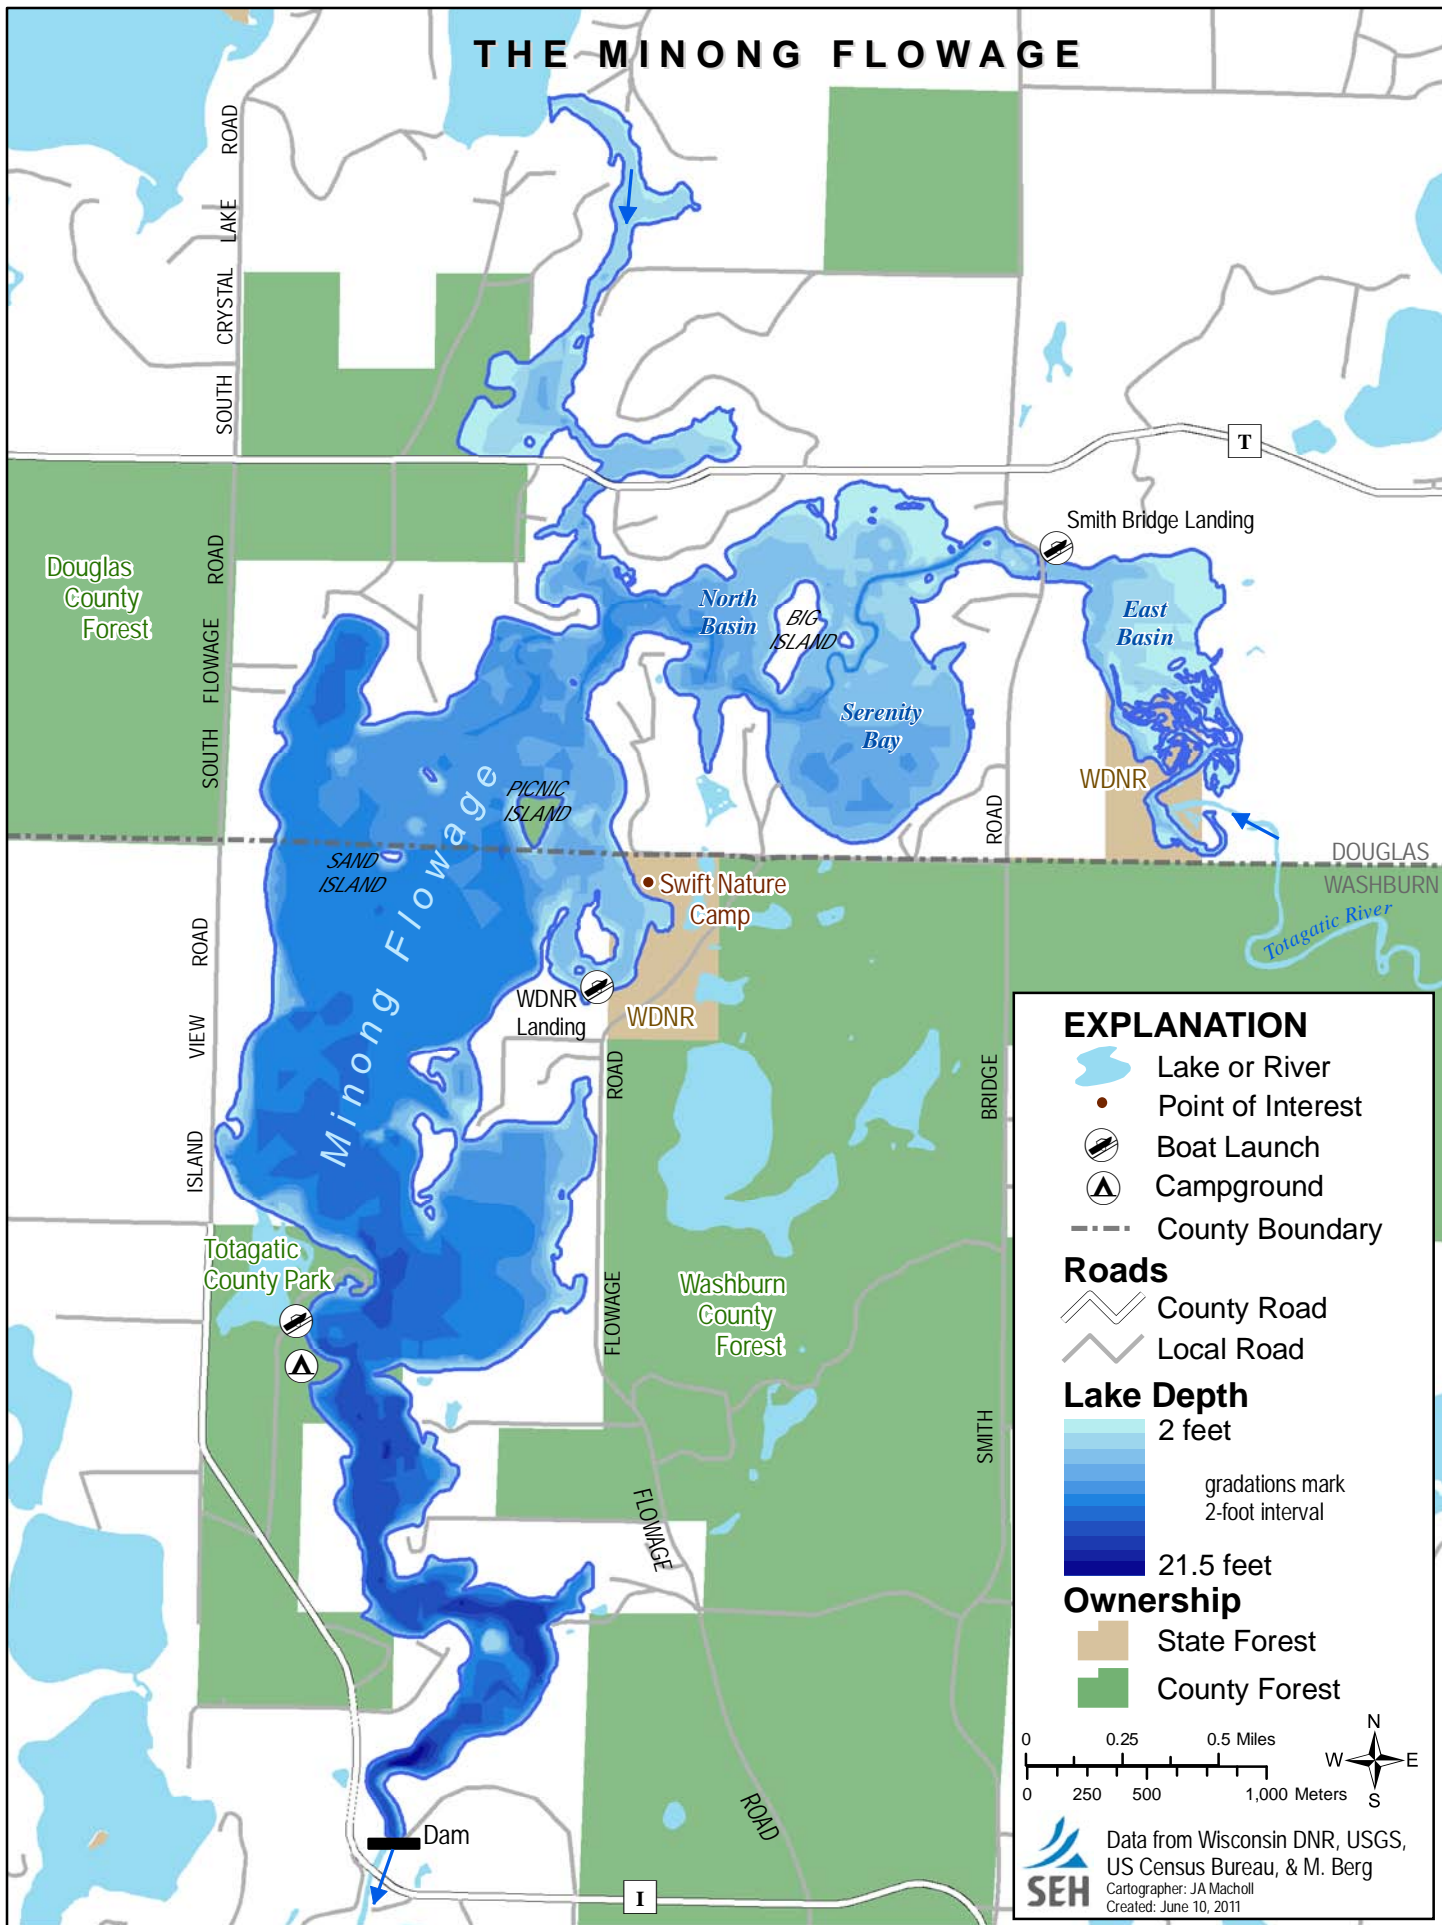 THE MINONG FLOWAGE
SOUTH CRYSTAL LAKE ROAD
T
Smith Bridge Landing
Douglas
County
Forest
SOUTH FLOWAGE ROAD
North
Basin
BIG
ISLAND
East
Basin
Serenity
Bay
WDNR
PICNIC
ISLAND
SAND
ISLAND
Minong Flowage
ROAD
DOUGLAS
WASHBURN
Swift Nature
Camp
Totagatic River
WDNR
Landing
WDNR
ISLAND VIEW ROAD
FLOWAGE ROAD
SMITH BRIDGE
Totagatic
County Park
Washburn
County
Forest
FLOWAGE
ROAD
Dam
I
EXPLANATION
Lake or River
Point of Interest
Boat Launch
Campground
County Boundary
Roads
County Road
Local Road
Lake Depth
2 feet
gradations mark
2-foot interval
21.5 feet
Ownership
State Forest
County Forest
0 0.25 0.5 Miles
0 250 500 1,000 Meters
N
W E
S
SEH
Data from Wisconsin DNR, USGS,
US Census Bureau, & M. Berg
Cartographer: JA Macholl
Created: June 10, 2011